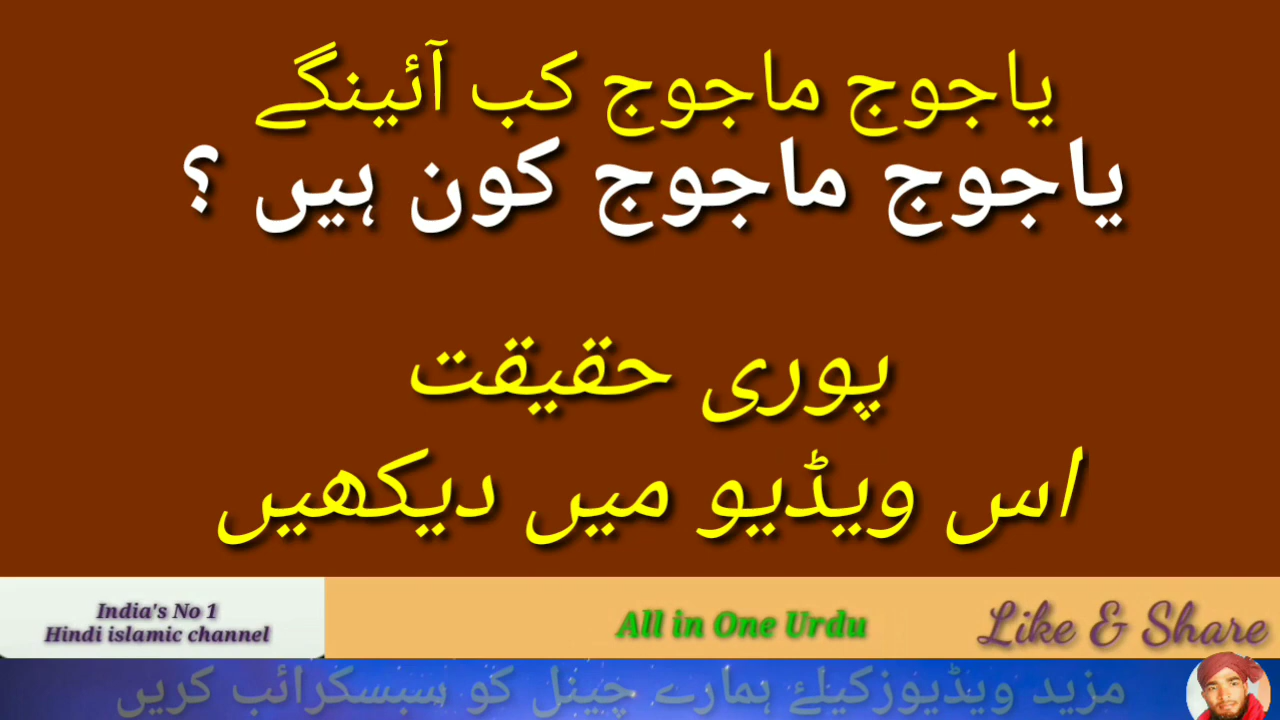 یاجوج ماجوج کب آئینگے
یاجوج ماجوج کون ہیں ؟
پوری حقیقت
اس ویڈیو میں دیکھیں
India's No 1
Hindi islamic channel
All in One Urdu
Like & Share
مزید ویڈیوزکیلۓ ہمارے چینل کو سبسکرائب کریں